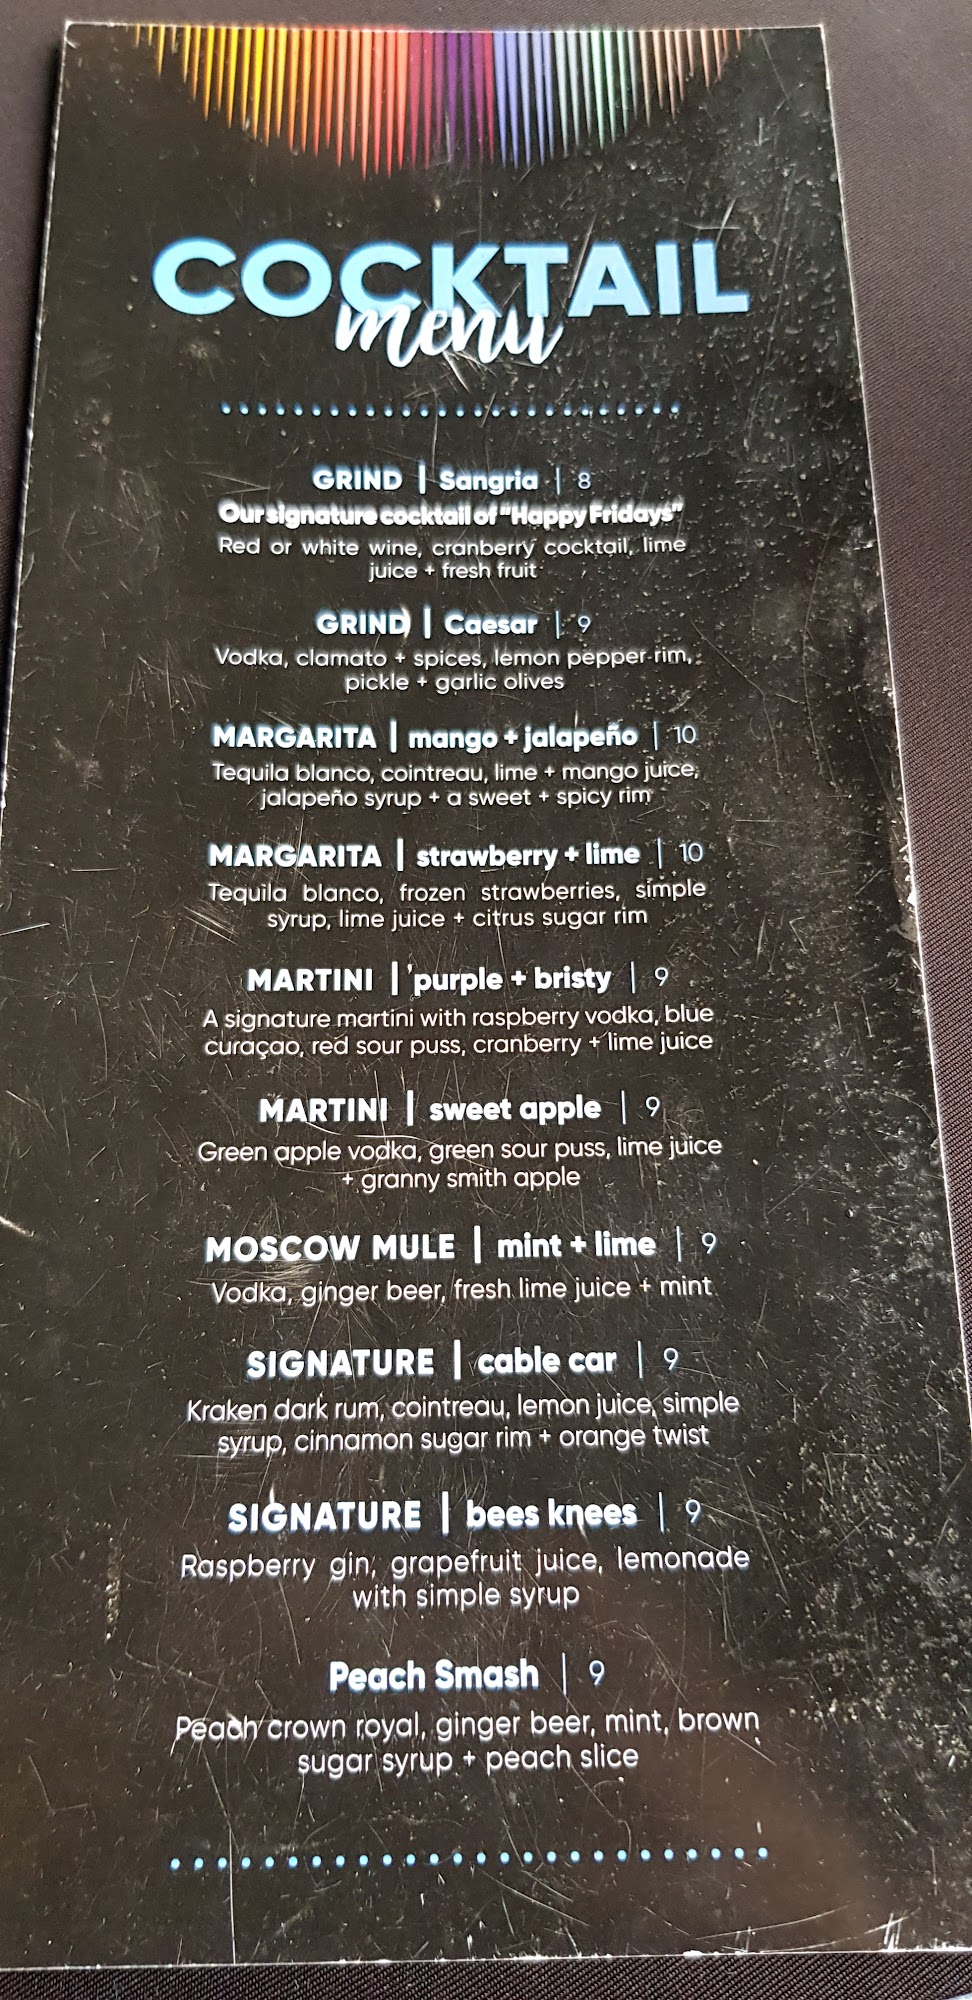 COCKTAIL
menu
GRIND | Sangria | 8
Our signature cocktail of "Happy Fridays"
Red or white wine, cranberry cocktail, lime
juice + fresh fruit
GRIND | Caesar | 9
Vodka, clamato + spices, lemon pepper rim,
pickle + garlic olives
MARGARITA | mango + jalapeño | 10
Tequila blanco, cointreau, lime + mango juice,
jalapeño syrup + a sweet + spicy rim
MARGARITA | strawberry + lime | 10
Tequila blanco, frozen strawberries, simple
syrup, lime juice + citrus sugar rim
MARTINI | purple + bristy | 9
A signature martini with raspberry vodka, blue
curaçao, red sour puss, cranberry + lime juice
MARTINI | sweet apple | 9
Green apple vodka, green sour puss, lime juice
+ granny smith apple
MOSCOW MULE | mint + lime | 9
Vodka, ginger beer, fresh lime juice + mint
SIGNATURE | cable car | 9
Kraken dark rum, cointreau, lemon juice, simple
syrup, cinnamon sugar rim + orange twist
SIGNATURE | bees knees | 9
Raspberry gin, grapefruit juice, lemonade
with simple syrup
Peach Smash | 9
Peach crown royal, ginger beer, mint, brown
sugar syrup + peach slice